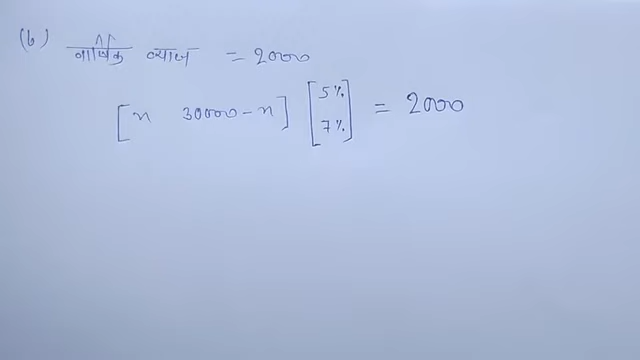 (b) वार्षिक ब्याज = 2000
[x 30000 - x] [5% 7%] = 2000